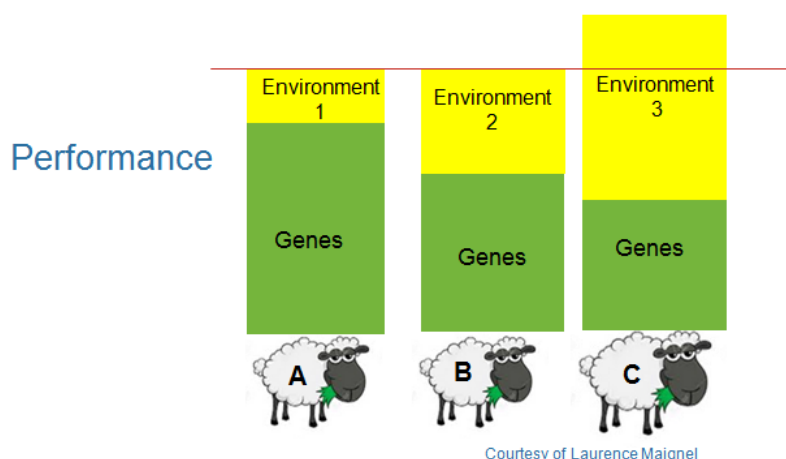 Environment
1
Environment
2
Environment
3
Performance
Genes
Genes
Genes
A
B
C
Courtesy of Laurence Maignel